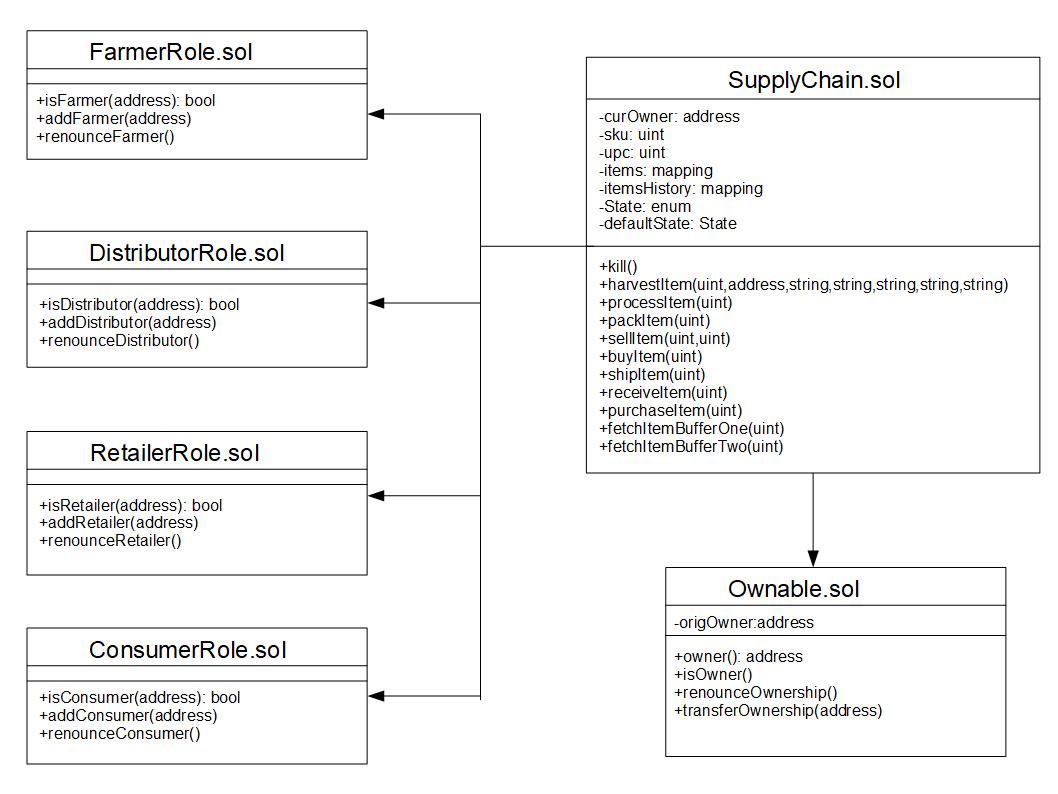 FarmerRole.sol
+isFarmer(address): bool
+addFarmer(address)
+renounceFarmer()
DistributorRole.sol
+isDistributor(address): bool
+addDistributor(address)
+renounceDistributor()
RetailerRole.sol
+isRetailer(address): bool
+addRetailer(address)
+renounceRetailer()
ConsumerRole.sol
+isConsumer(address): bool
+addConsumer(address)
+renounceConsumer()
SupplyChain.sol
-curOwner: address
-sku: uint
-upc: uint
-items: mapping
-itemsHistory: mapping
-State: enum
-defaultState: State
+kill()
+harvestItem(uint,address,string,string,string,string,string)
+processItem(uint)
+packItem(uint)
+sellItem(uint,uint)
+buyItem(uint)
+shipItem(uint)
+receiveItem(uint)
+purchaseItem(uint)
+fetchItemBufferOne(uint)
+fetchItemBufferTwo(uint)
Ownable.sol
-origOwner:address
+owner(): address
+isOwner()
+renounceOwnership()
+transferOwnership(address)